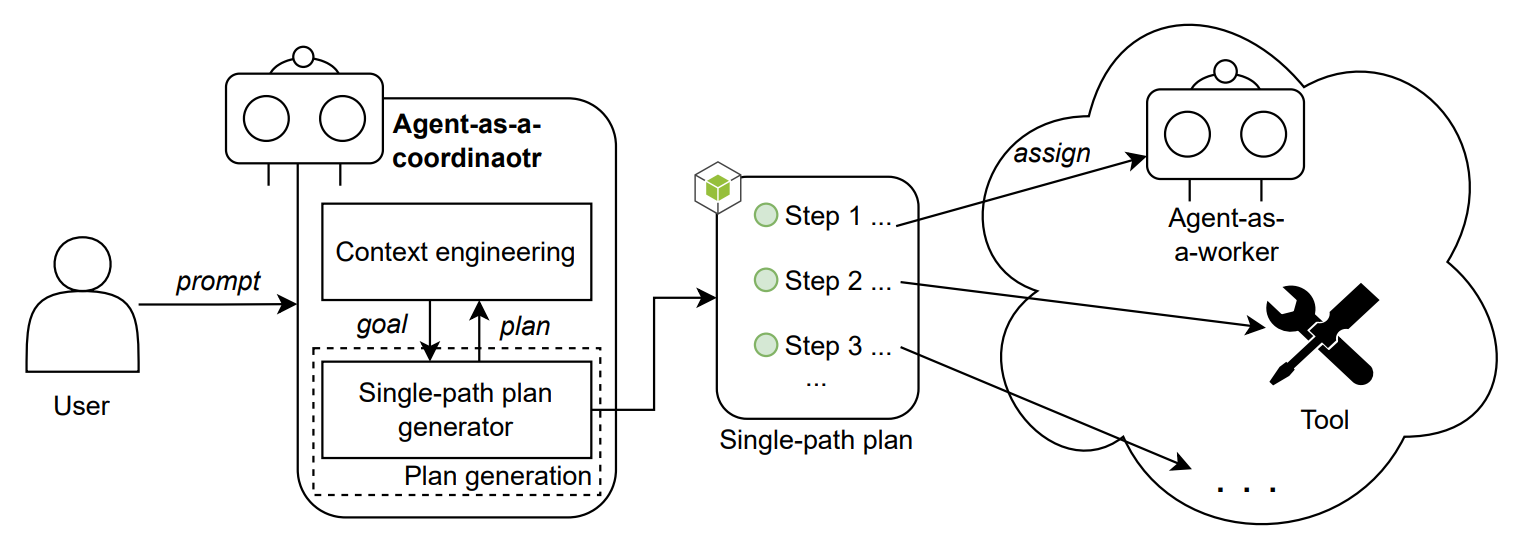 User
prompt
Agent-as-a-
coordinaotr
Context engineering
goal
plan
Single-path plan
generator
Plan generation
Step 1 ...
Step 2 ...
Step 3 ...
...
Single-path plan
assign
Agent-as-
a-worker
Tool
. . .